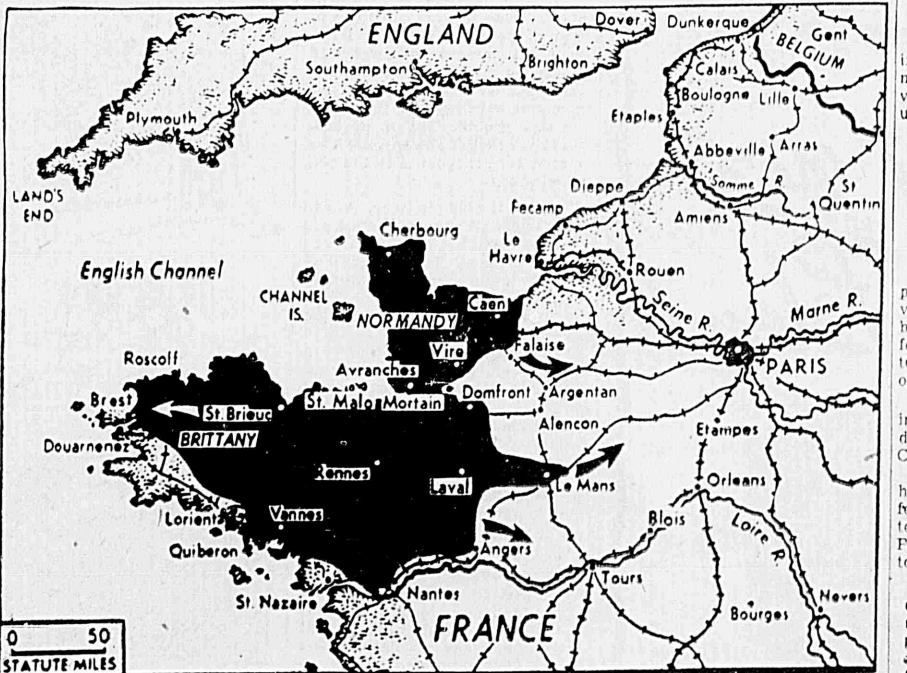 ENGLAND
Dover
Dunkerque
Gent
BELGIUM
Southampton
Brighton
Calais
Boulogne
Lille
Plymouth
Etaples
Abbeville
Arras
LAND'S
END
Dieppe
Somme R.
St
Quentin
Fecamp
Amiens
Cherbourg
Le
Havre
Rouen
English Channel
CHANNEL
IS.
Caen
Seine R.
Marne R.
NORMANDY
Vire
Falaise
Roscoff
PARIS
Avranches
Brest
St. Brieuc
St. Malo
Mortain
Domfront
Argentan
Alencon
Etampes
BRITTANY
Douarnenez
Rennes
Laval
Le Mans
Orleans
Lorient
Vannes
Blois
Loire R.
Quiberon
Angers
Tours
St. Nazaire
Nantes
Bourges
Nevers
FRANCE
0 50
STATUTE MILES